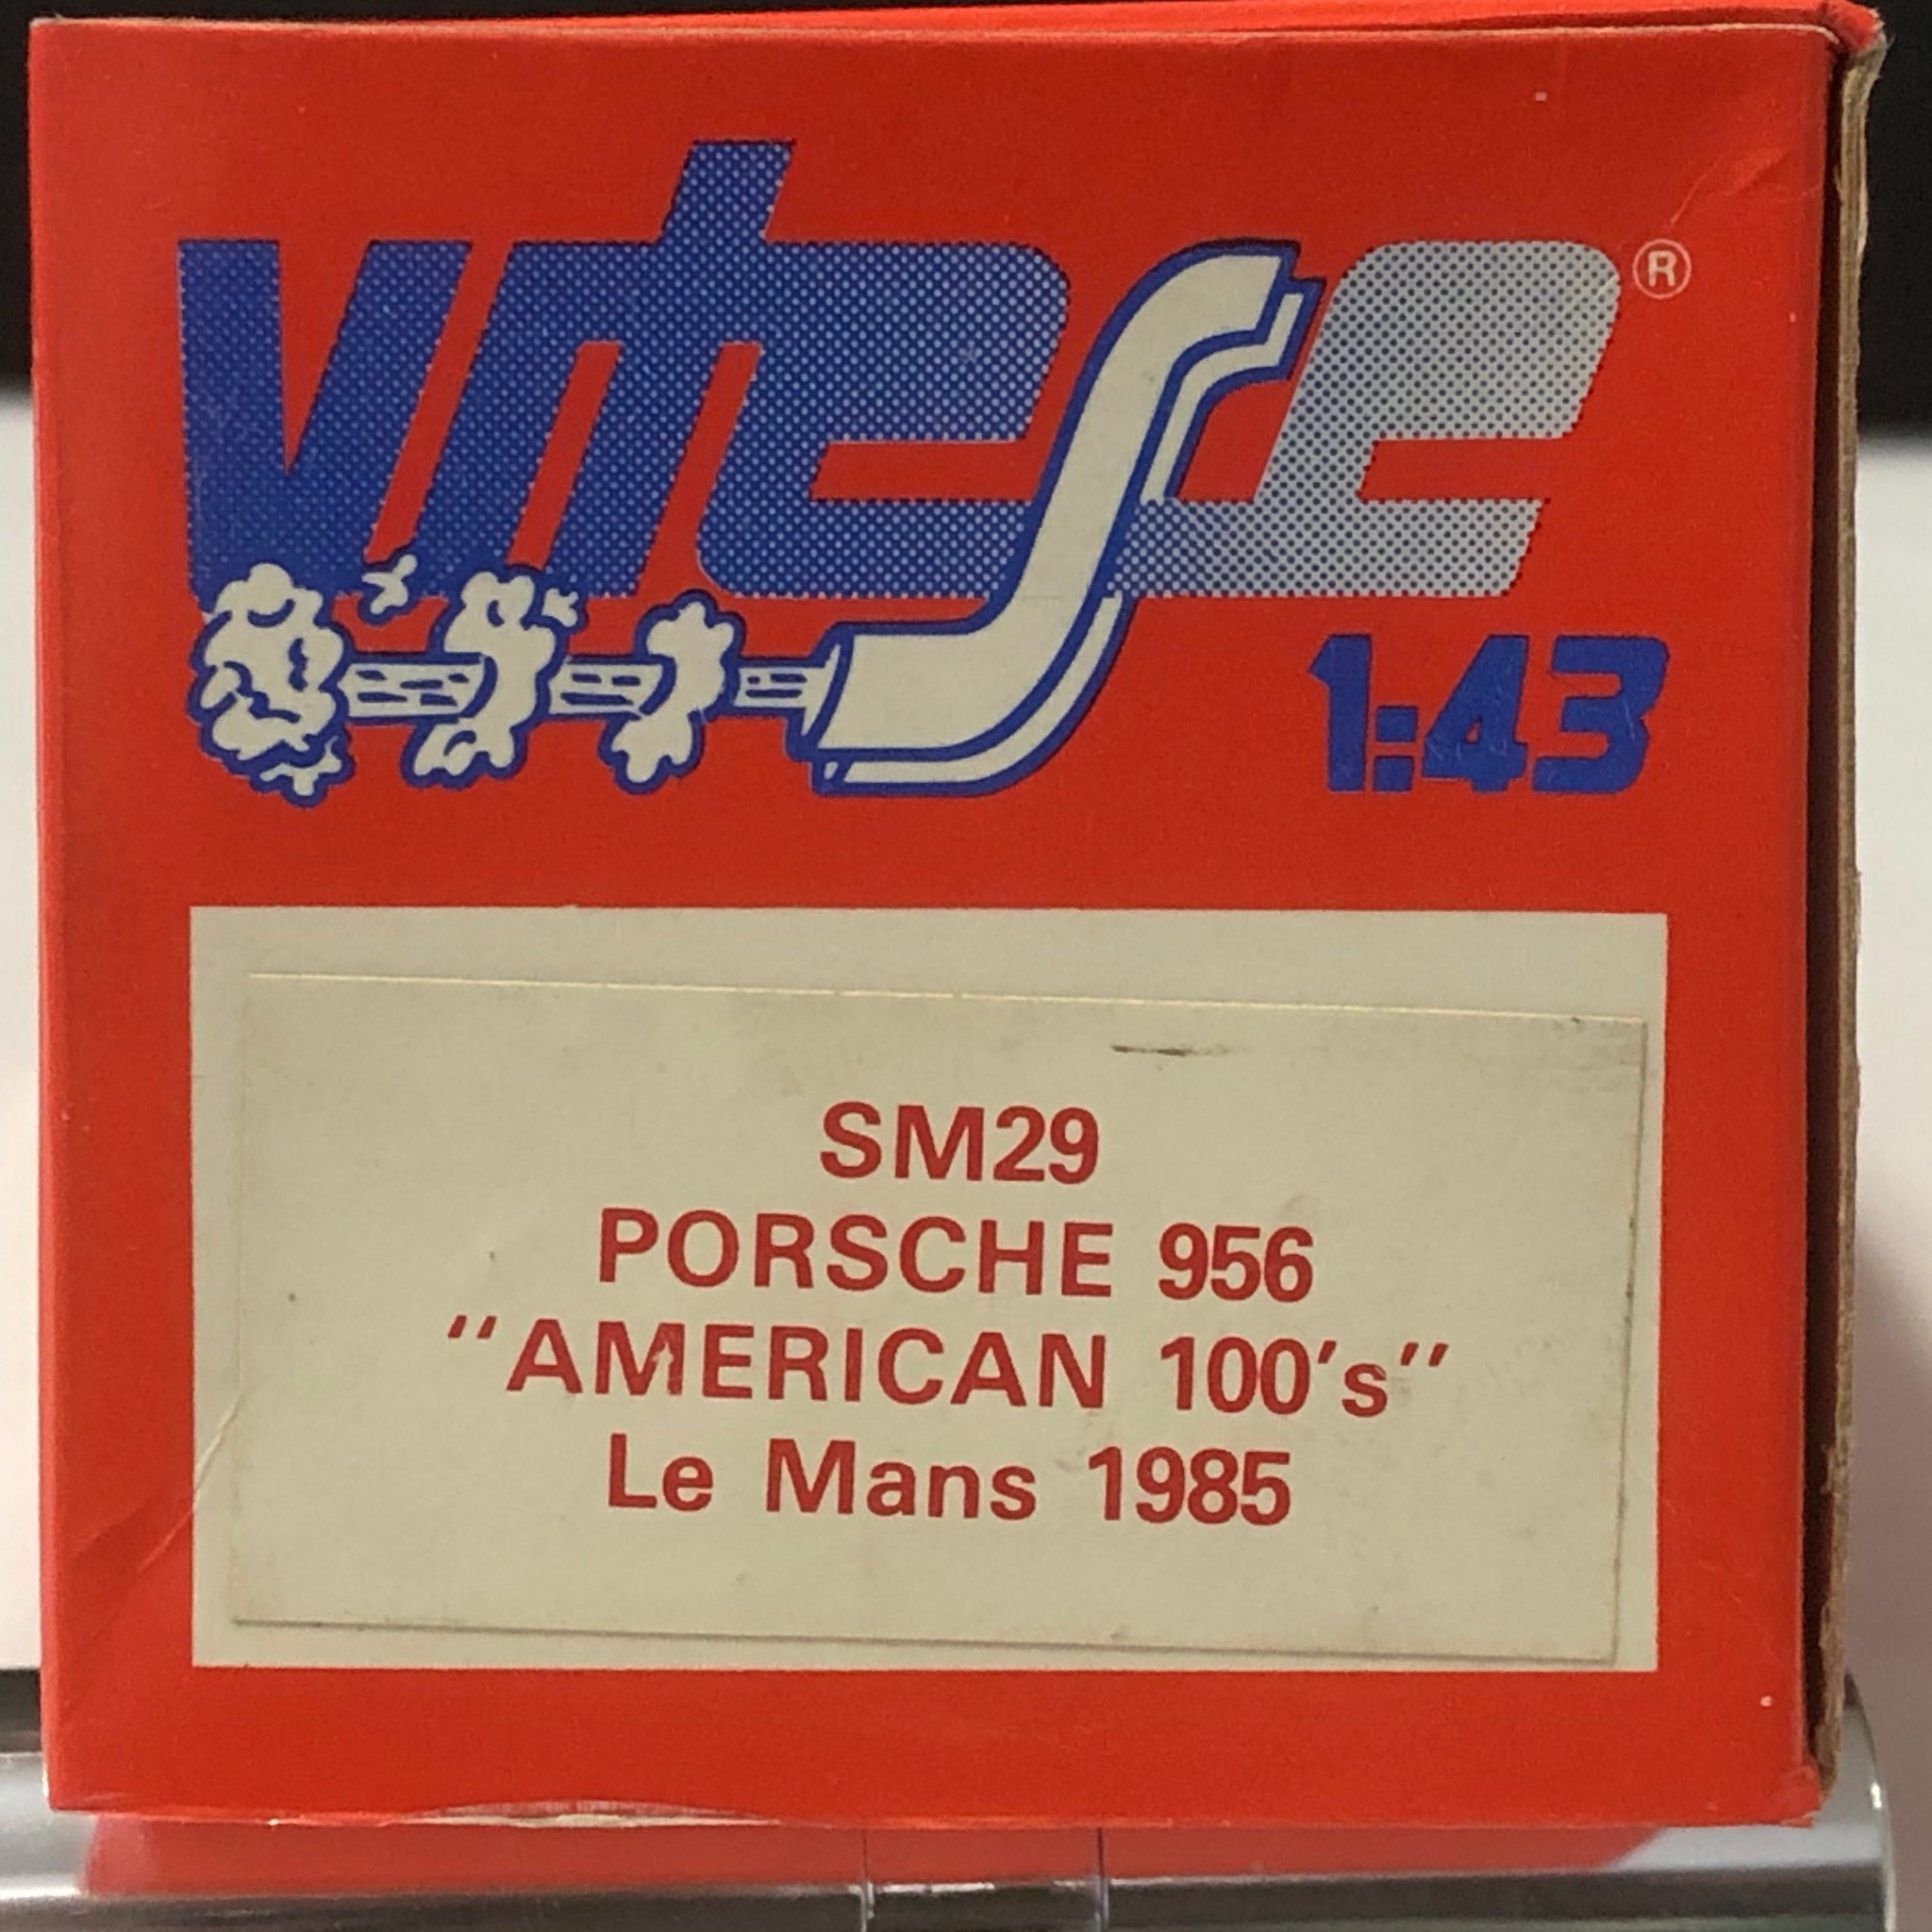 Vitesse ®
1:43
SM29
PORSCHE 956
"AMERICAN 100's"
Le Mans 1985